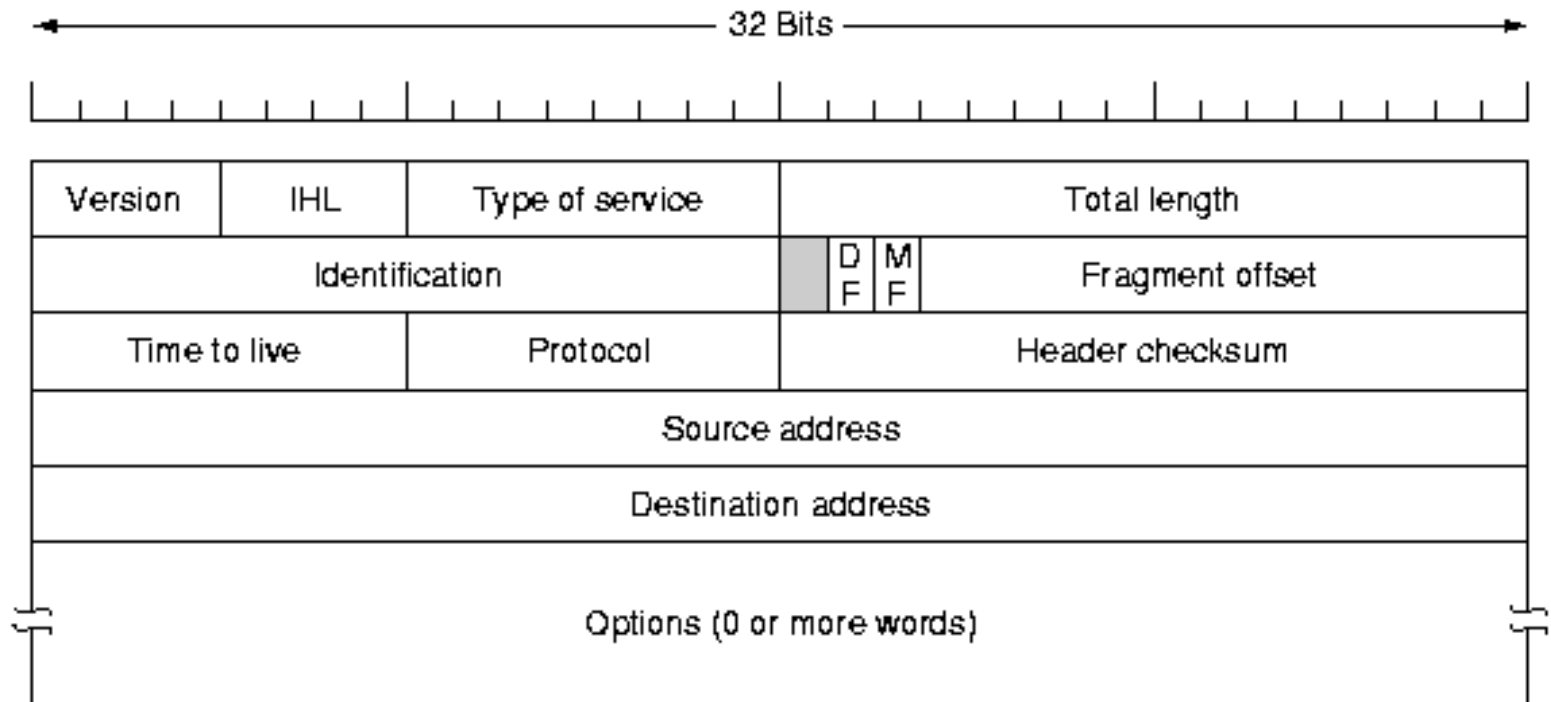 32 Bits
Version IHL Type of service Total length
Identification D F M F Fragment offset
Time to live Protocol Header checksum
Source address
Destination address
Options (0 or more words)